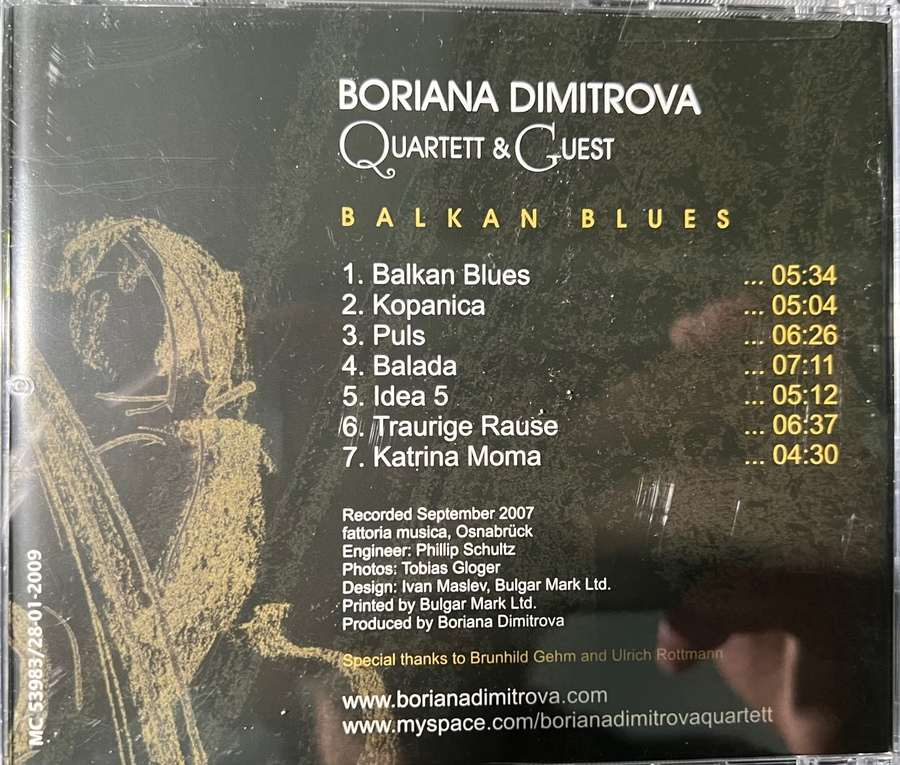 BORIANA DIMITROVA
QUARTETT & GUEST
BALKAN BLUES
1. Balkan Blues ... 05:34
2. Kopanica ... 05:04
3. Puls ... 06:26
4. Balada ... 07:11
5. Idea 5 ... 05:12
6. Traurige Rause ... 06:37
7. Katrina Moma ... 04:30
Recorded September 2007
fattoria musica, Osnabrück
Engineer: Phillip Schultz
Photos: Tobias Gloger
Design: Ivan Maslev, Bulgar Mark Ltd.
Printed by Bulgar Mark Ltd.
Produced by Boriana Dimitrova
Special thanks to Brunhild Gehm and Ulrich Rottmann
www.borianadimitrova.com
www.myspace.com/borianadimitrovaquartett
MC 53983/28-01-2009